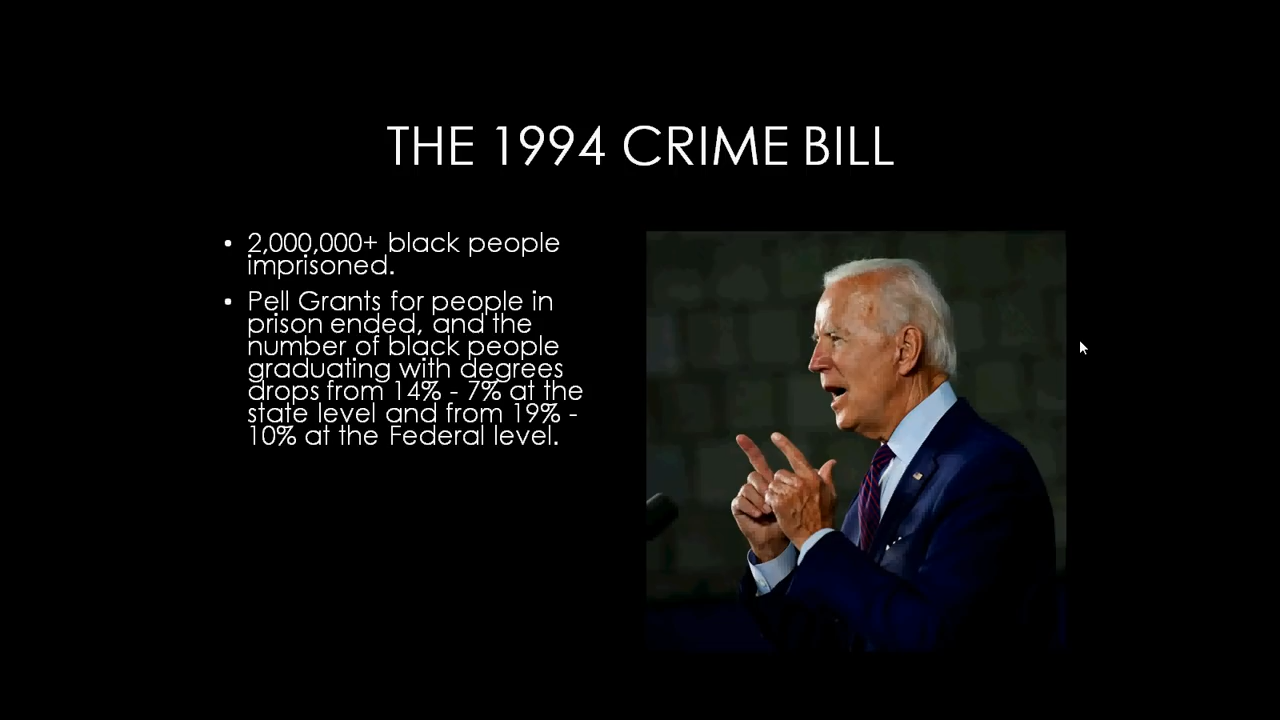 THE 1994 CRIME BILL
• 2,000,000+ black people
imprisoned.
• Pell Grants for people in
prison ended, and the
number of black people
graduating with degrees
drops from 14% - 7% at the
state level and from 19% -
10% at the Federal level.